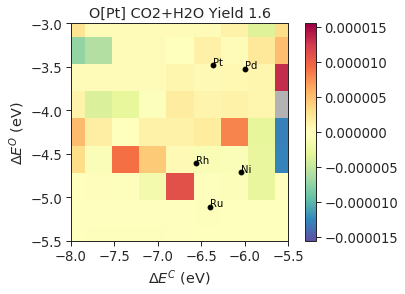 O[Pt] CO2+H2O Yield 1.6
−3.0
−3.5
−4.0
−4.5
−5.0
−5.5
ΔE^O (eV)
Pt
Pd
Rh
Ni
Ru
−8.0 −7.5 −7.0 −6.5 −6.0 −5.5
ΔE^C (eV)
0.000015
0.000010
0.000005
0.000000
−0.000005
−0.000010
−0.000015